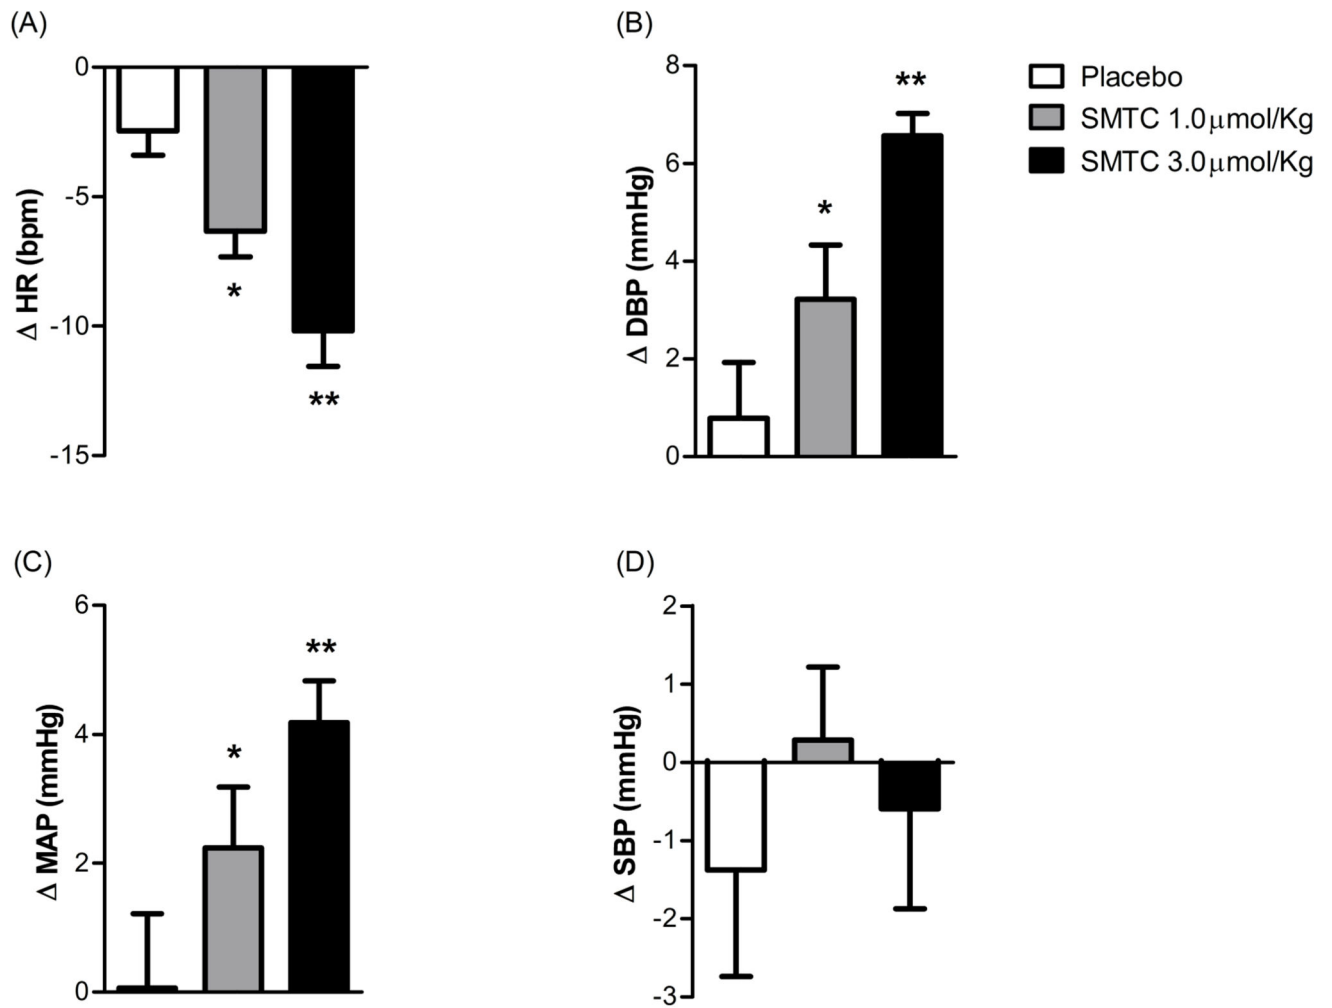 (A)
0
-5
-10
-15
Δ HR (bpm)
*
**
(B)
8
6
4
2
0
Δ DBP (mmHg)
*
**
Placebo
SMTC 1.0μmol/Kg
SMTC 3.0μmol/Kg
(C)
6
4
2
0
Δ MAP (mmHg)
*
**
(D)
2
1
0
-1
-2
-3
Δ SBP (mmHg)